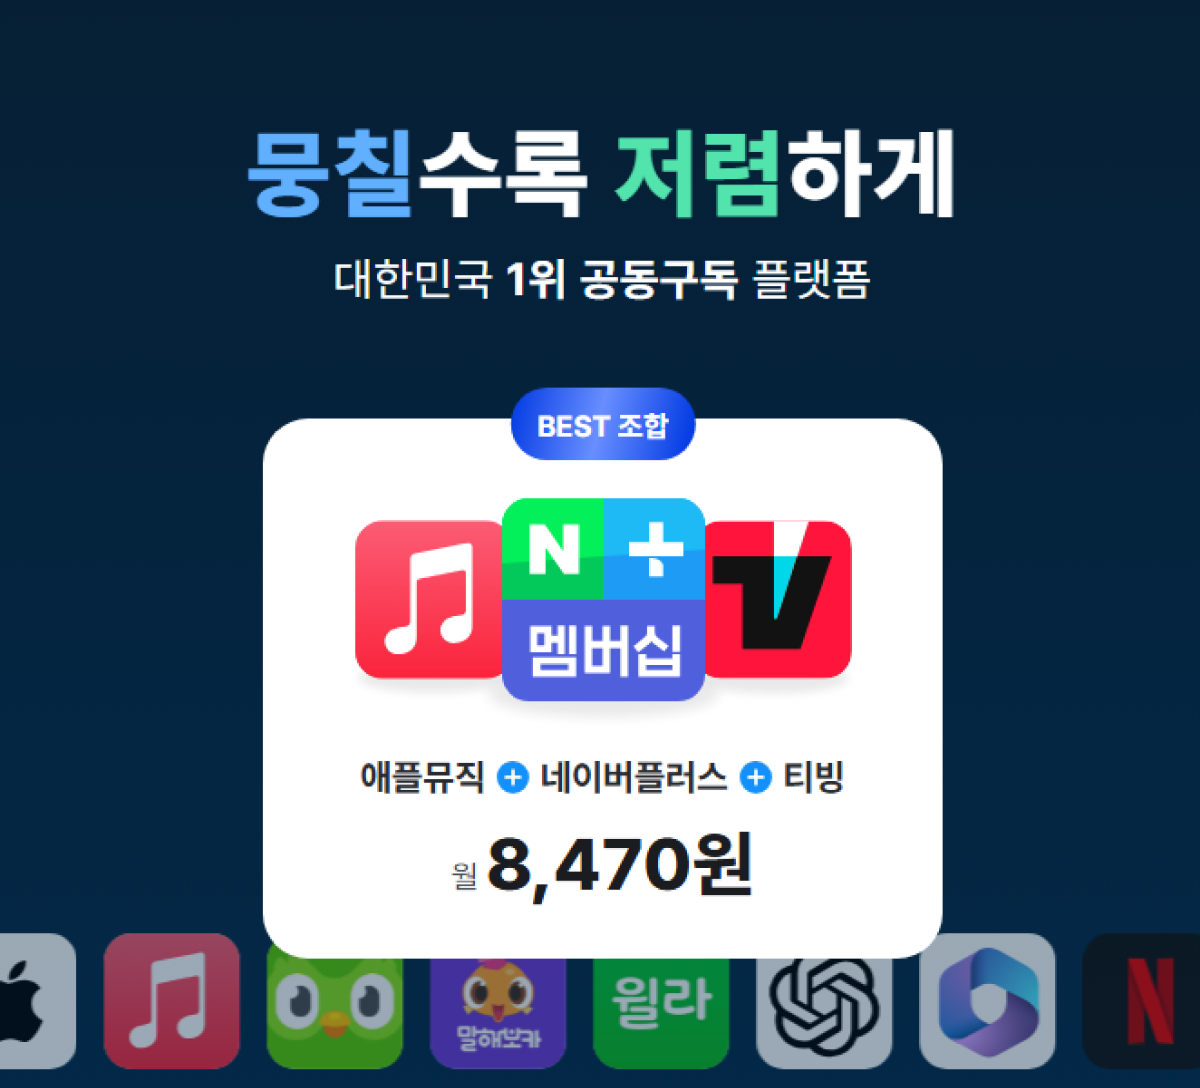 뭉칠수록 저렴하게
대한민국 1위 공동구독 플랫폼
BEST 조합
N +
멤버십
애플뮤직 + 네이버플러스 + 티빙
월 8,470원
말해보카
윌라
N